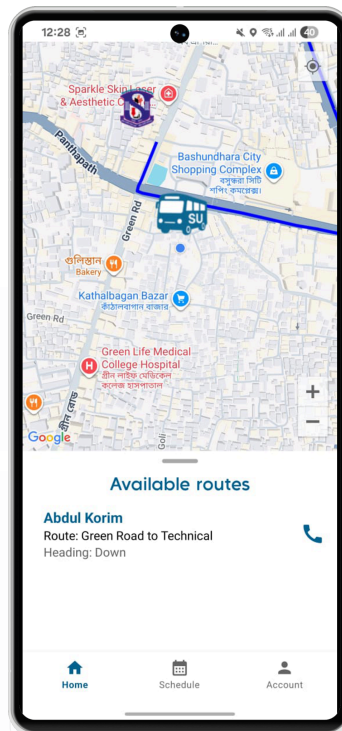 12:28
40
Sparkle Skin Laser
& Aesthetic C
Panthapath
Bashundhara City
Shopping Complex
বসুন্ধরা সিটি
শপিং কমপ্লেক্স।
Green Rd
SU
গুলিস্তান
Bakery
Kathalbagan Bazar
কাঁঠালবাগান বাজার
Green Rd
Green Life Medical
College Hospital
গ্রীন লাইফ মেডিকেল
কলেজ হাসপাতাল
গ্রীন রোড
Goli
Google
+
−
Available routes
Abdul Korim
Route: Green Road to Technical
Heading: Down
Home
Schedule
Account